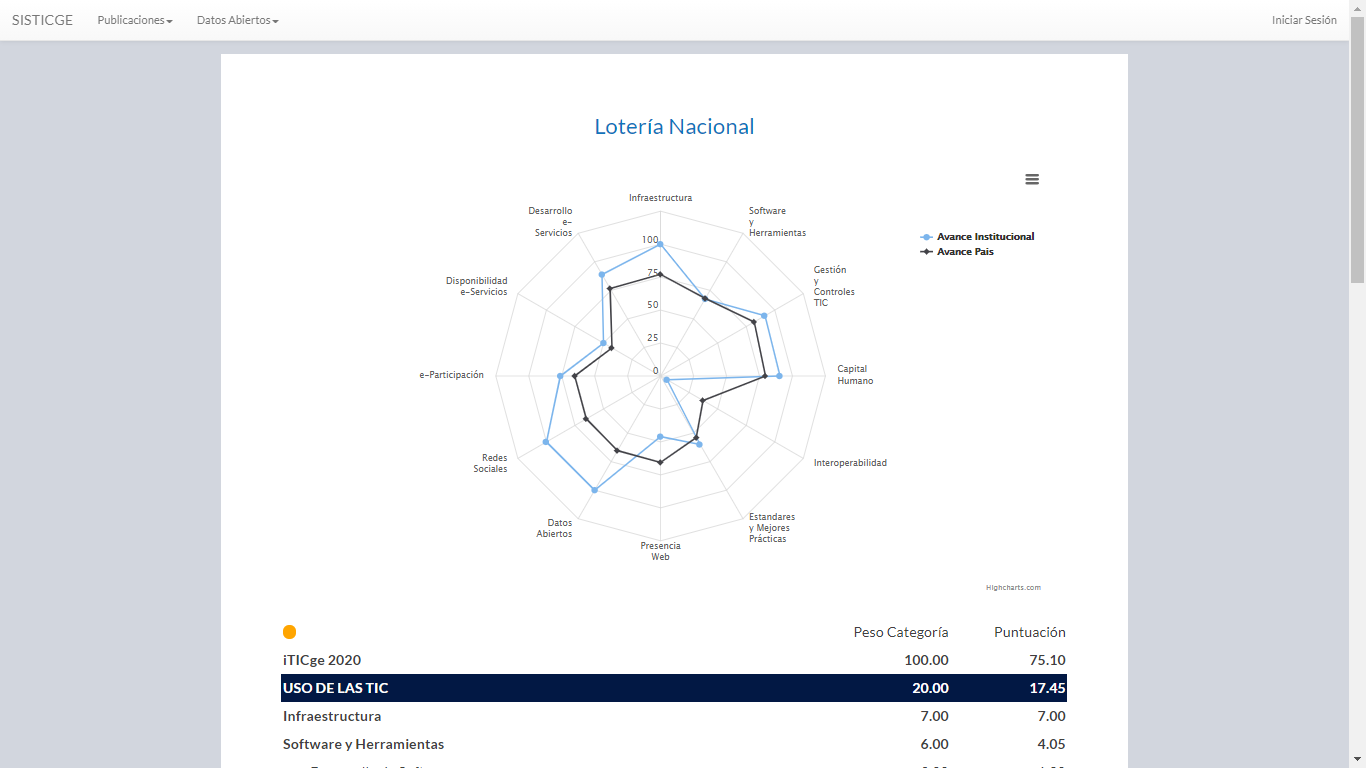 SISTICGE Publicaciones Datos Abiertos Iniciar Sesión
Lotería Nacional
Infraestructura
Software
y
Herramientas
Gestión
y
Controles
TIC
Capital
Humano
Interoperabilidad
Estandares
y Mejores
Prácticas
Presencia
Web
Datos
Abiertos
Redes
Sociales
e-Participación
Disponibilidad
e-Servicios
Desarrollo
e-
Servicios
100
75
50
25
0
Avance Institucional
Avance Pais
Highcharts.com
Peso Categoría Puntuación
iTICge 2020 100.00 75.10
USO DE LAS TIC 20.00 17.45
Infraestructura 7.00 7.00
Software y Herramientas 6.00 4.05